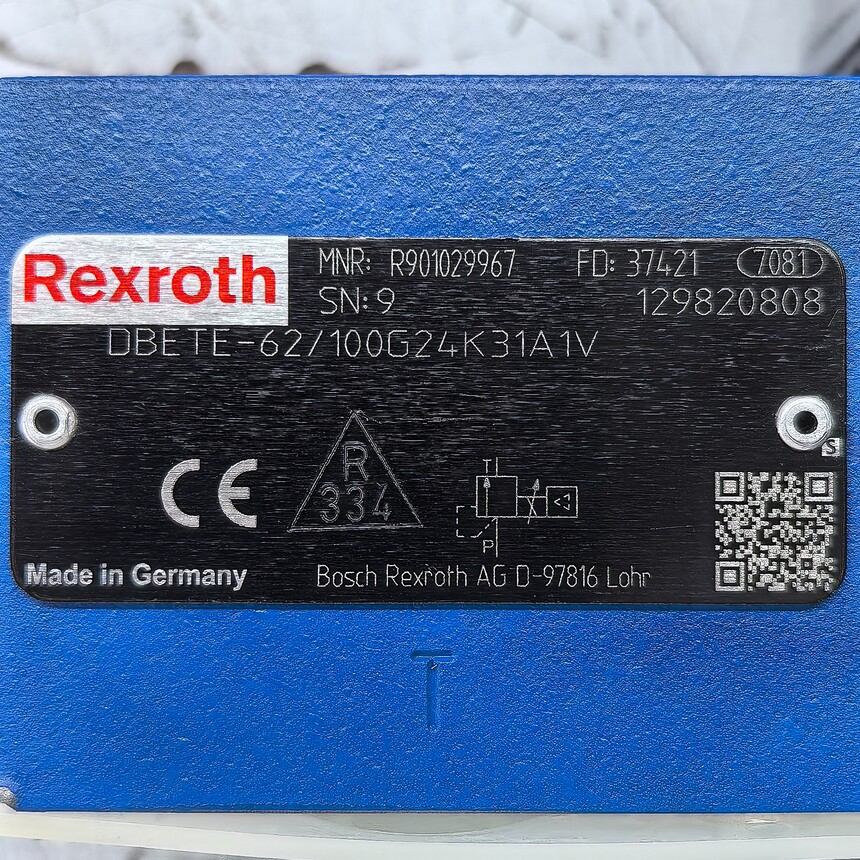 Rexroth
MNR: R901029967 FD: 37421 7081
SN: 9 129820808
DBETE-62/100G24K31A1V
S
CE
R
334
T
P
Made in Germany
Bosch Rexroth AG D-97816 Lohr
T